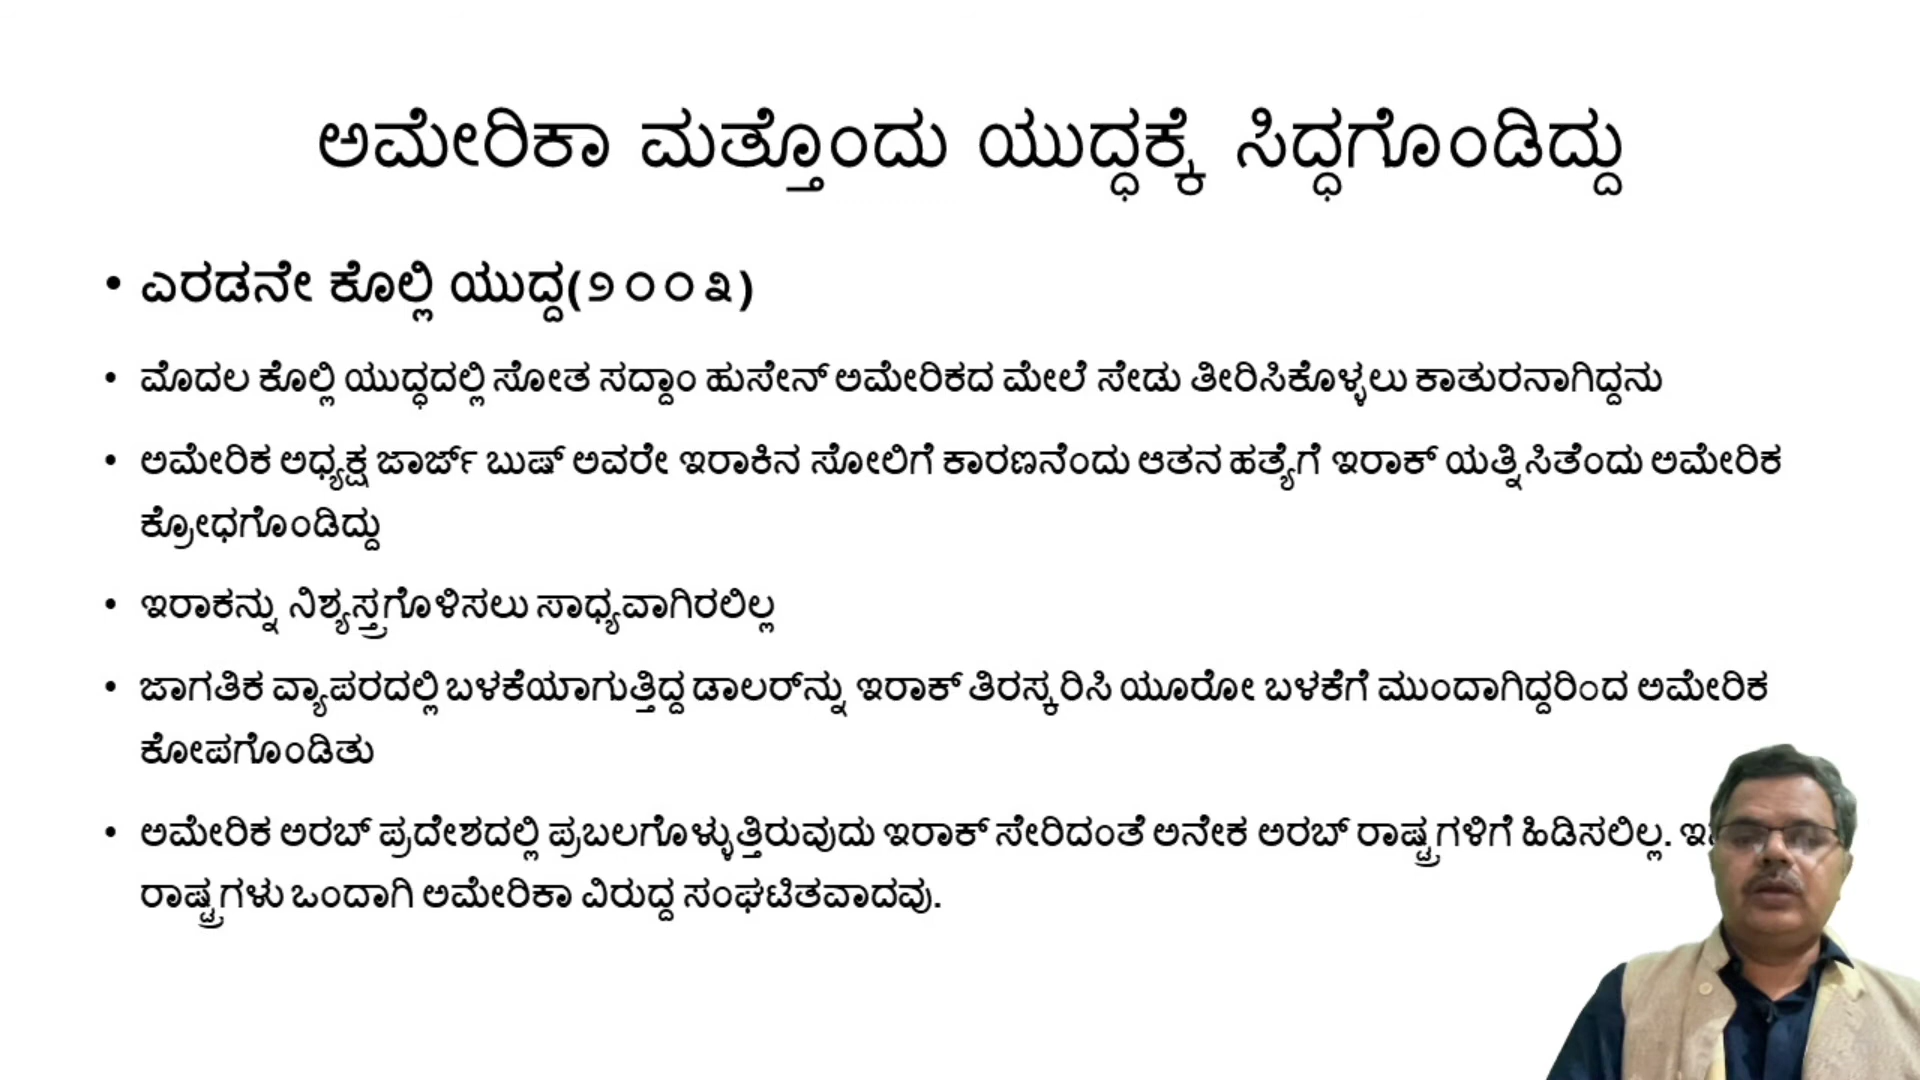 ಅಮೇರಿಕಾ ಮತ್ತೊಂದು ಯುದ್ಧಕ್ಕೆ ಸಿದ್ಧಗೊಂಡಿದ್ದು
• ಎರಡನೇ ಕೊಲ್ಲಿ ಯುದ್ದ(೨೦೦೩)
• ಮೊದಲ ಕೊಲ್ಲಿ ಯುದ್ಧದಲ್ಲಿ ಸೋತ ಸದ್ದಾಂ ಹುಸೇನ್ ಅಮೇರಿಕದ ಮೇಲೆ ಸೇಡು ತೀರಿಸಿಕೊಳ್ಳಲು ಕಾತುರನಾಗಿದ್ದನು
• ಅಮೇರಿಕ ಅಧ್ಯಕ್ಷ ಜಾರ್ಜ್ ಬುಷ್ ಅವರೇ ಇರಾಕಿನ ಸೋಲಿಗೆ ಕಾರಣನೆಂದು ಆತನ ಹತ್ಯೆಗೆ ಇರಾಕ್ ಯತ್ನಿಸಿತೆಂದು ಅಮೇರಿಕ
ಕ್ರೋಧಗೊಂಡಿದ್ದು
• ಇರಾಕನ್ನು ನಿಶ್ಯಸ್ತ್ರಗೊಳಿಸಲು ಸಾಧ್ಯವಾಗಿರಲಿಲ್ಲ
• ಜಾಗತಿಕ ವ್ಯಾಪರದಲ್ಲಿ ಬಳಕೆಯಾಗುತ್ತಿದ್ದ ಡಾಲರ್‌ನ್ನು ಇರಾಕ್ ತಿರಸ್ಕರಿಸಿ ಯೂರೋ ಬಳಕೆಗೆ ಮುಂದಾಗಿದ್ದರಿಂದ ಅಮೇರಿಕ
ಕೋಪಗೊಂಡಿತು
• ಅಮೇರಿಕ ಅರಬ್ ಪ್ರದೇಶದಲ್ಲಿ ಪ್ರಬಲಗೊಳ್ಳುತ್ತಿರುವುದು ಇರಾಕ್ ಸೇರಿದಂತೆ ಅನೇಕ ಅರಬ್ ರಾಷ್ಟ್ರಗಳಿಗೆ ಹಿಡಿಸಲಿಲ್ಲ.
ರಾಷ್ಟ್ರಗಳು ಒಂದಾಗಿ ಅಮೇರಿಕಾ ವಿರುದ್ದ ಸಂಘಟಿತವಾದವು.